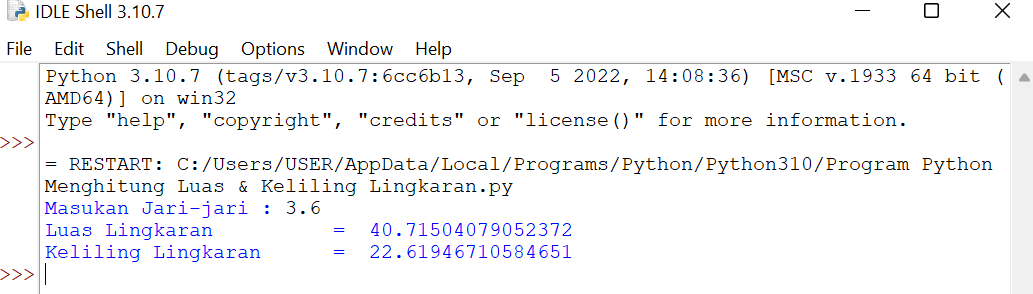 IDLE Shell 3.10.7
File Edit Shell Debug Options Window Help
Python 3.10.7 (tags/v3.10.7:6cc6b13, Sep  5 2022, 14:08:36) [MSC v.1933 64 bit (
AMD64)] on win32
Type "help", "copyright", "credits" or "license()" for more information.
>>>
= RESTART: C:/Users/USER/AppData/Local/Programs/Python/Python310/Program Python
Menghitung Luas & Keliling Lingkaran.py
Masukan Jari-jari : 3.6
Luas Lingkaran          =  40.71504079052372
Keliling Lingkaran      =  22.61946710584651
>>>